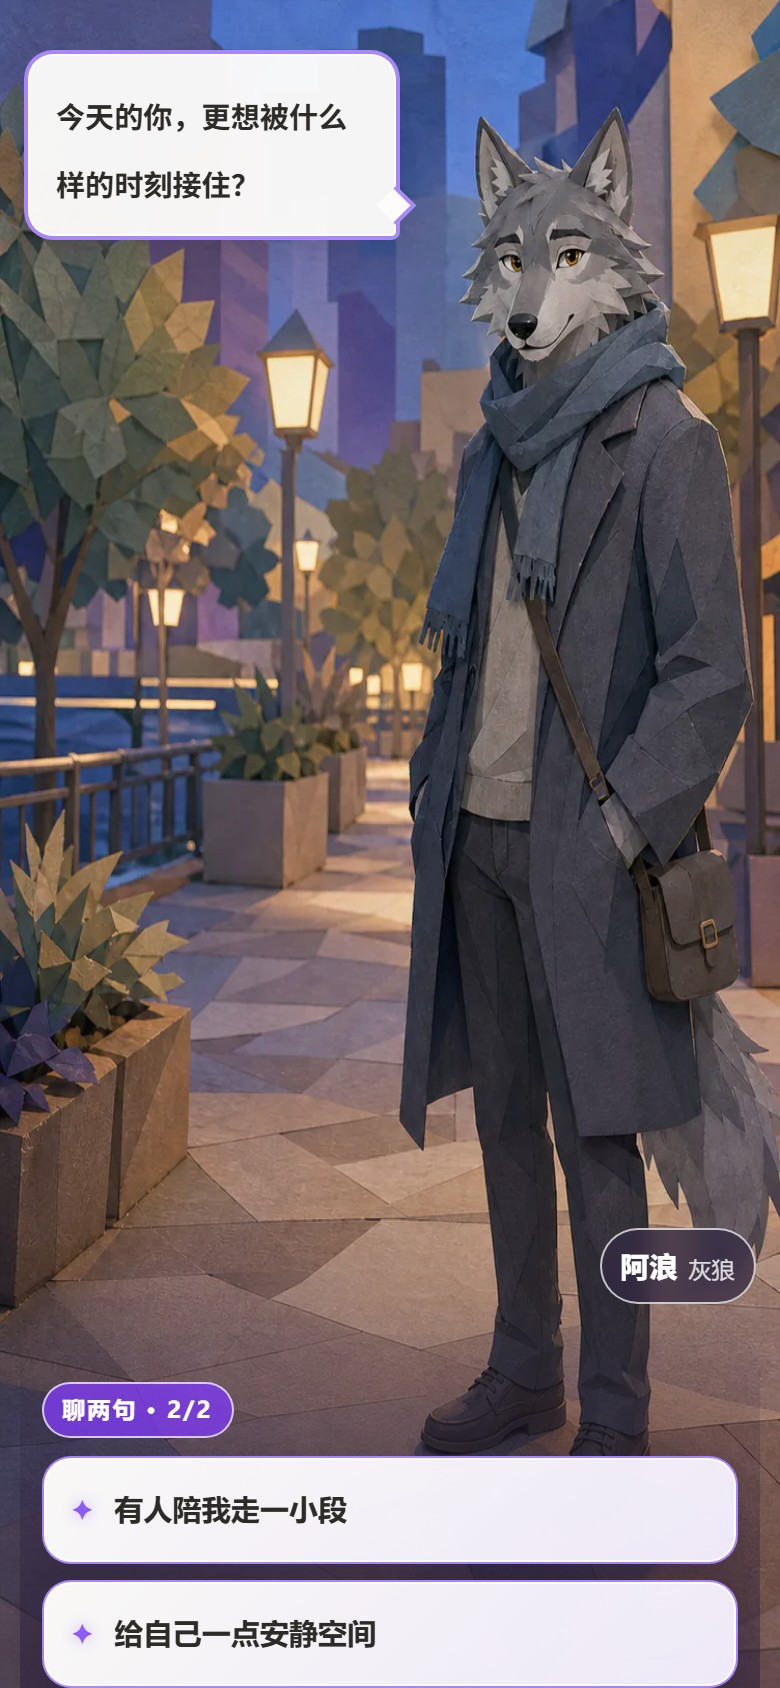 今天的你，更想被什么
样的时刻接住？
阿浪 灰狼
聊两句 • 2/2
有人陪我走一小段
给自己一点安静空间